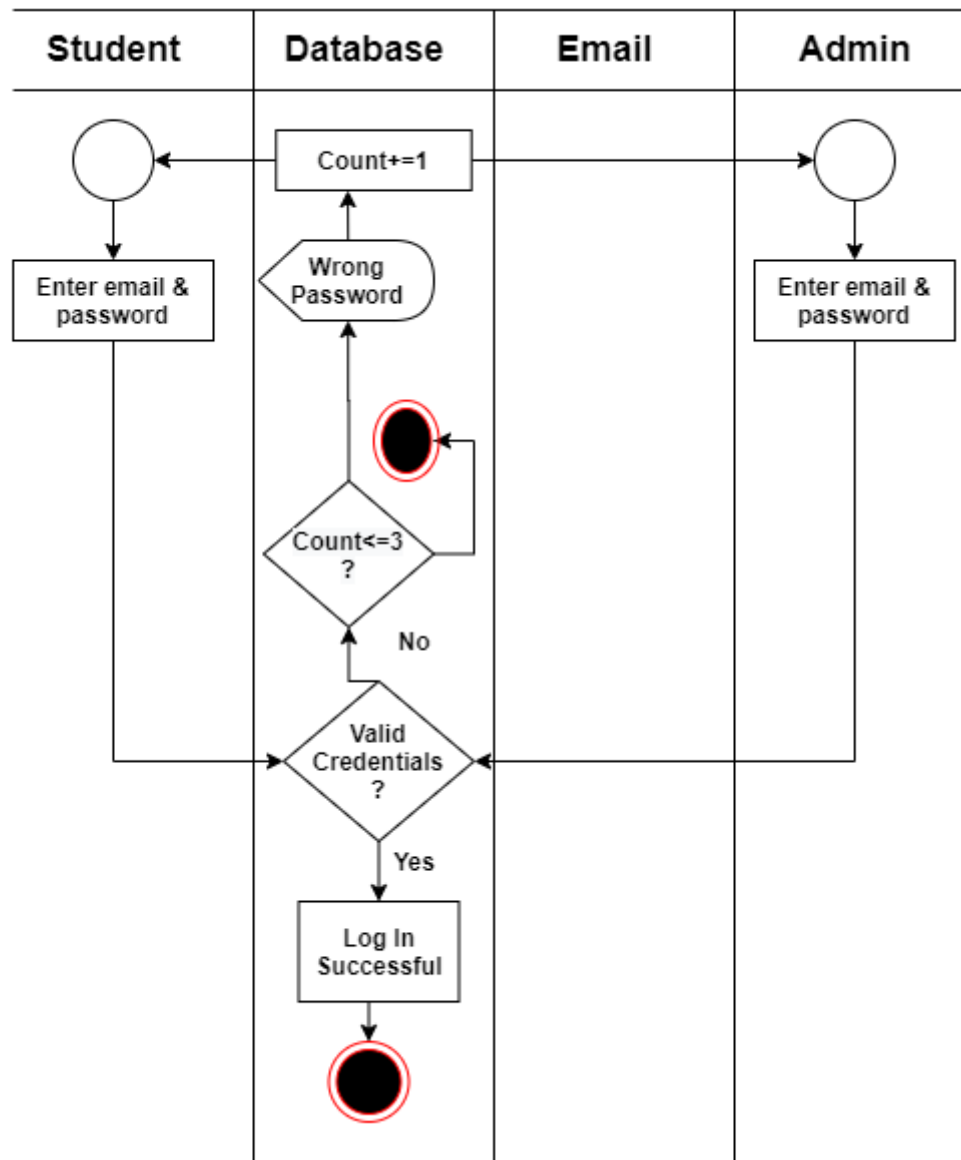 Student Database Email Admin
Count+=1
Wrong
Password
Enter email &
password
Enter email &
password
Count<=3
?
No
Valid
Credentials
?
Yes
Log In
Successful